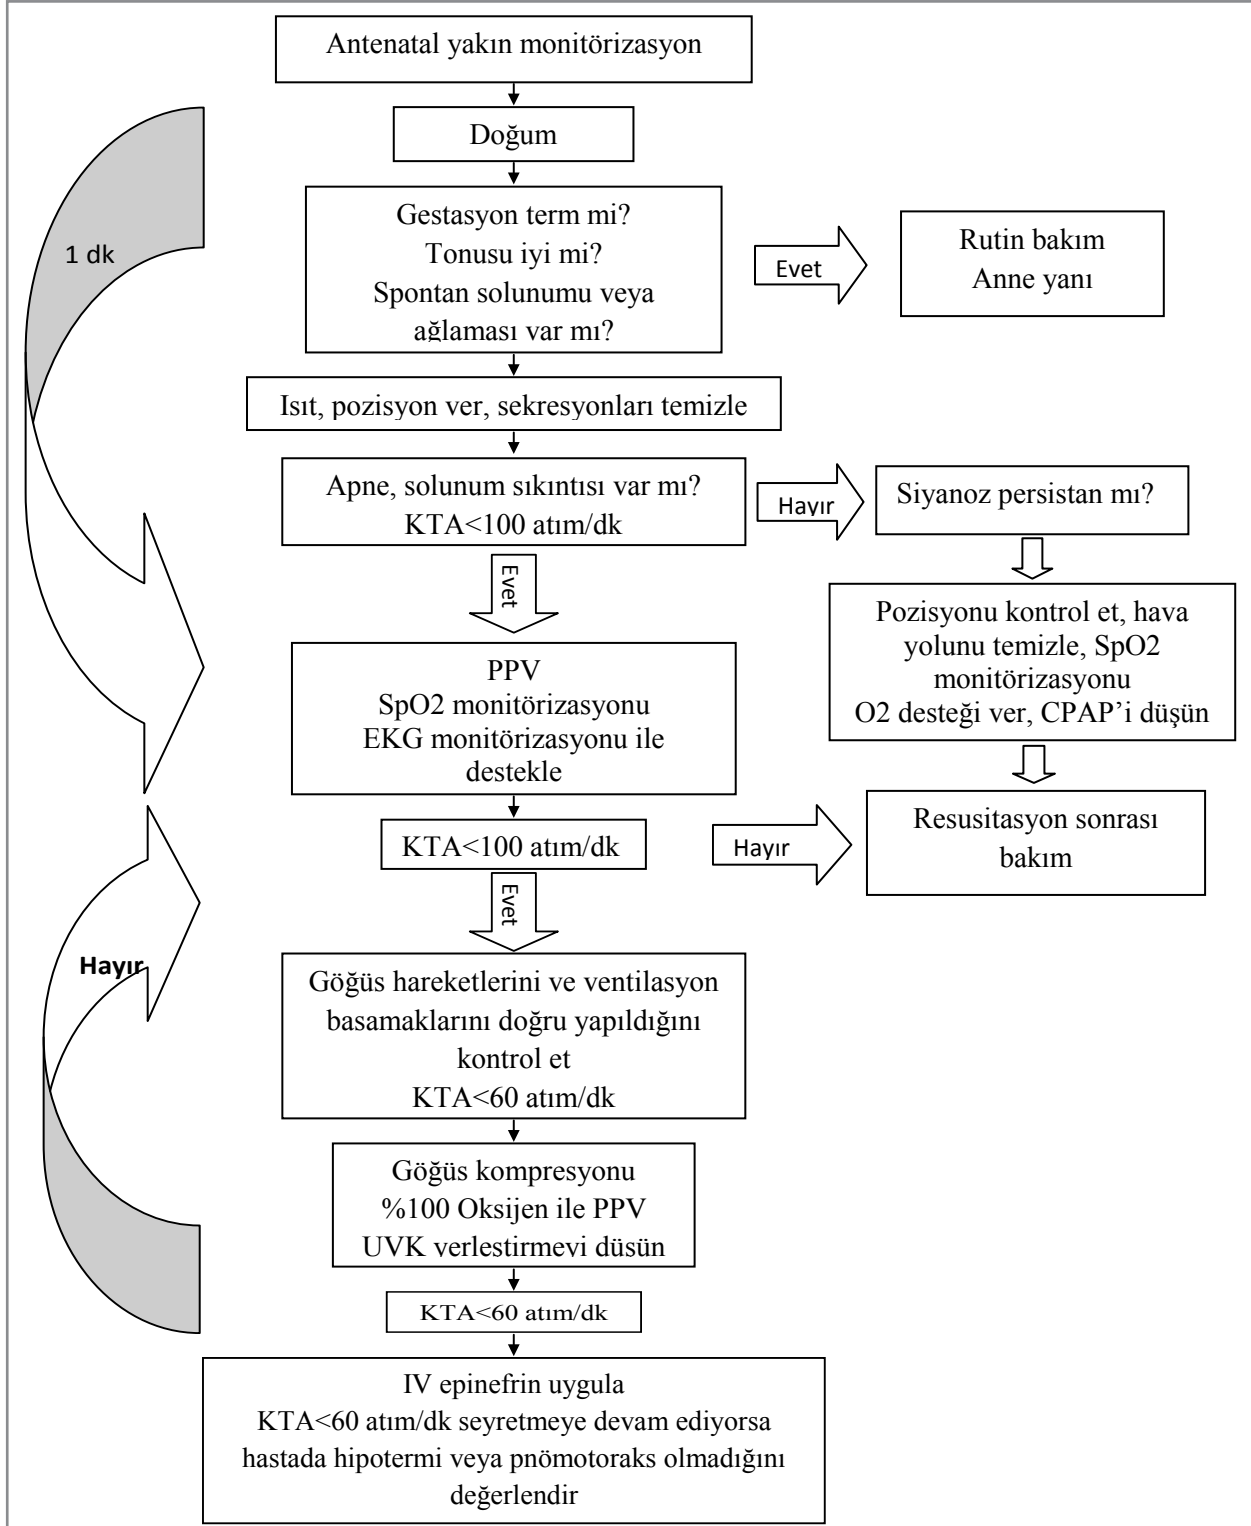 Antenatal yakın monitörizasyon
Doğum
1 dk
Gestasyon term mi?
Tonusu iyi mi?
Spontan solunumu veya
ağlaması var mı?
Evet
Rutin bakım
Anne yanı
Isıt, pozisyon ver, sekresyonları temizle
Apne, solunum sıkıntısı var mı?
KTA<100 atım/dk
Hayır
Siyanoz persistan mı?
Evet
Pozisyonu kontrol et, hava
yolunu temizle, SpO2
monitörizasyonu
O2 desteği ver, CPAP’i düşün
PPV
SpO2 monitörizasyonu
EKG monitörizasyonu ile
destekle
KTA<100 atım/dk
Hayır
Resusitasyon sonrası
bakım
Evet
Hayır
Göğüs hareketlerini ve ventilasyon
basamaklarını doğru yapıldığını
kontrol et
KTA<60 atım/dk
Göğüs kompresyonu
%100 Oksijen ile PPV
UVK yerleştirmeyi düşün
KTA<60 atım/dk
IV epinefrin uygula
KTA<60 atım/dk seyretmeye devam ediyorsa
hastada hipotermi veya pnömotoraks olmadığını
değerlendir